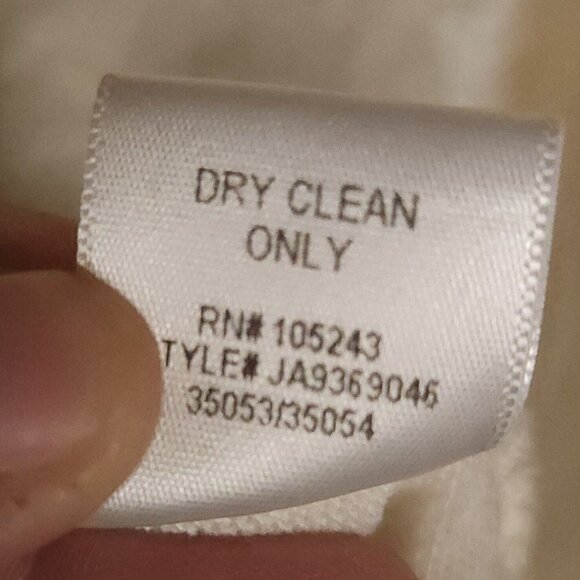 DRY CLEAN
ONLY
RN# 105243
TYLE# JA9369046
35053/35054